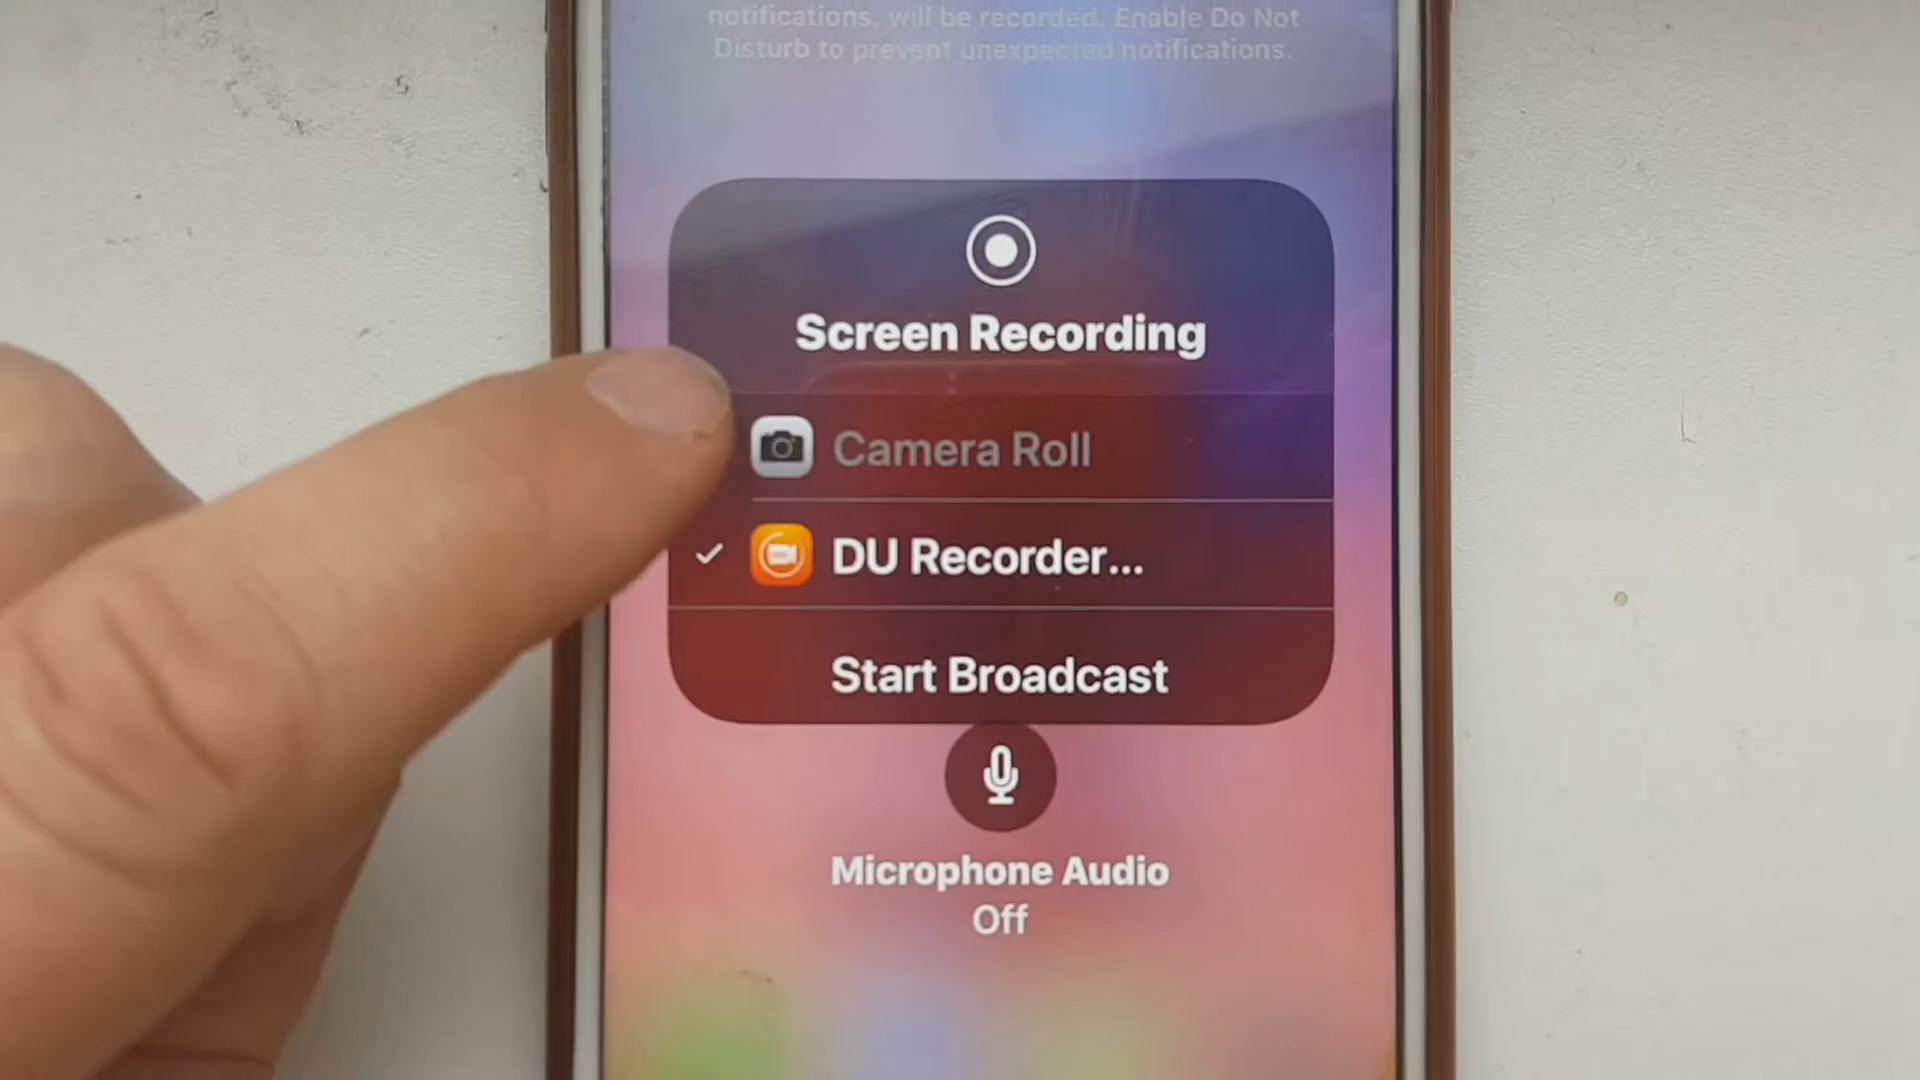 notifications, will be recorded. Enable Do Not
Disturb to prevent unexpected notifications.
Screen Recording
Camera Roll
DU Recorder...
Start Broadcast
Microphone Audio
Off